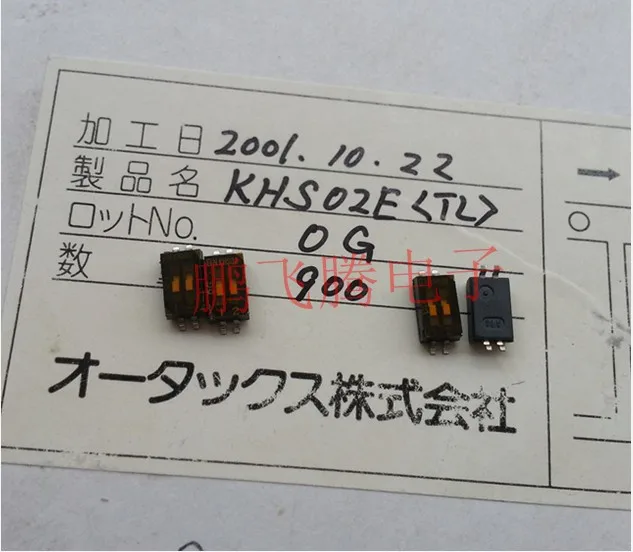 加工日 2001.10.22
製品名 KHS02E<TL>
ロットNo. 0G
数 900
鹏飞腾电子
オータックス株式会社